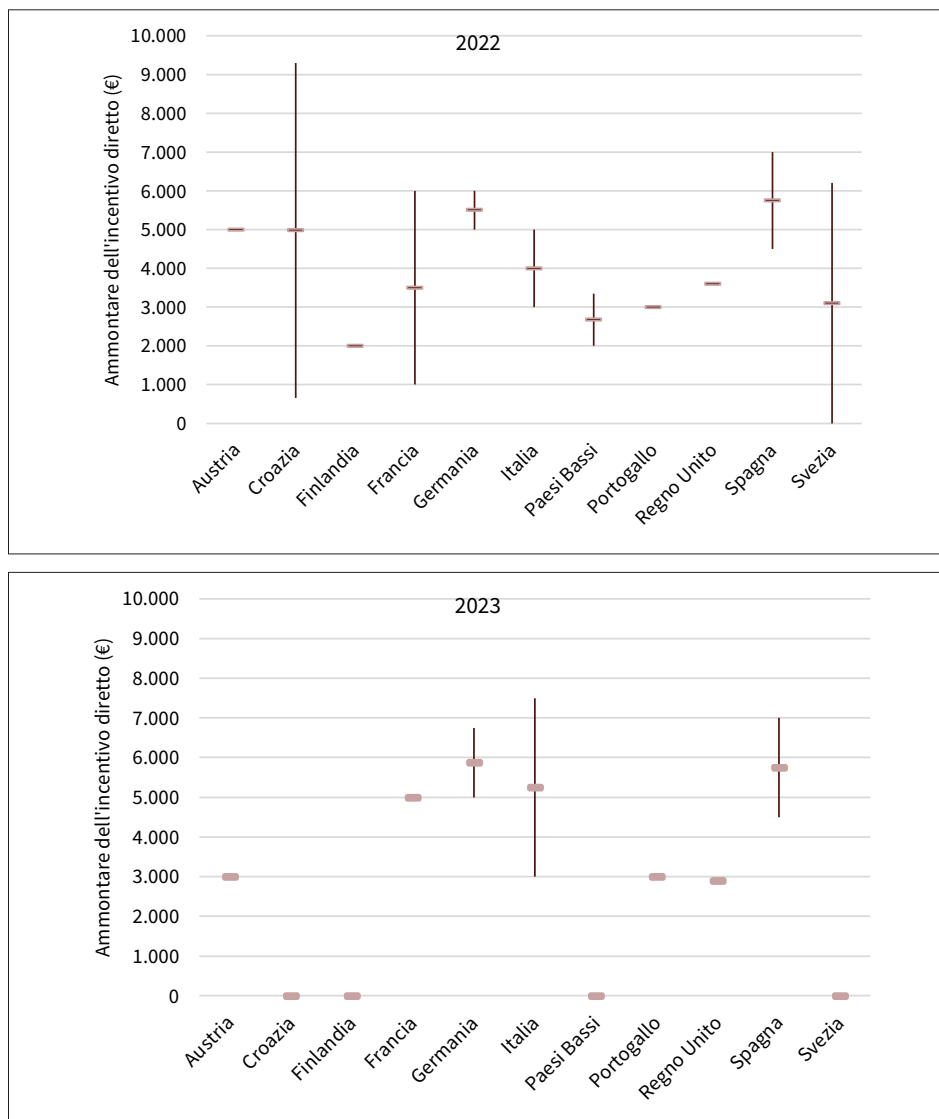 2022
Ammontare dell'incentivo diretto (€)
10.000
9.000
8.000
7.000
6.000
5.000
4.000
3.000
2.000
1.000
0
Austria
Croazia
Finlandia
Francia
Germania
Italia
Paesi Bassi
Portogallo
Regno Unito
Spagna
Svezia
2023
Ammontare dell'incentivo diretto (€)
10.000
9.000
8.000
7.000
6.000
5.000
4.000
3.000
2.000
1.000
0
Austria
Croazia
Finlandia
Francia
Germania
Italia
Paesi Bassi
Portogallo
Regno Unito
Spagna
Svezia